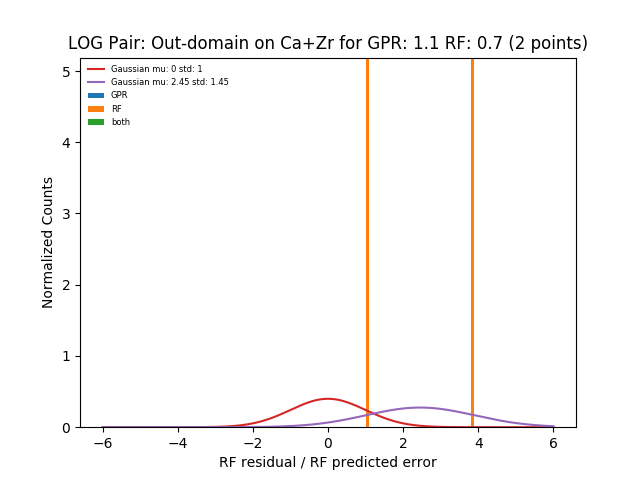 LOG Pair: Out-domain on Ca+Zr for GPR: 1.1 RF: 0.7 (2 points)
Gaussian mu: 0 std: 1
Gaussian mu: 2.45 std: 1.45
GPR
RF
both
Normalized Counts
5
4
3
2
1
0
−6 −4 −2 0 2 4 6
RF residual / RF predicted error